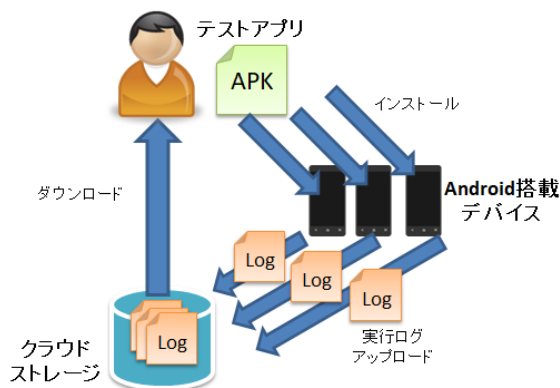 テストアプリ
APK
インストール
ダウンロード
Android搭載
デバイス
Log
Log
Log
実行ログ
アップロード
Log
クラウド
ストレージ